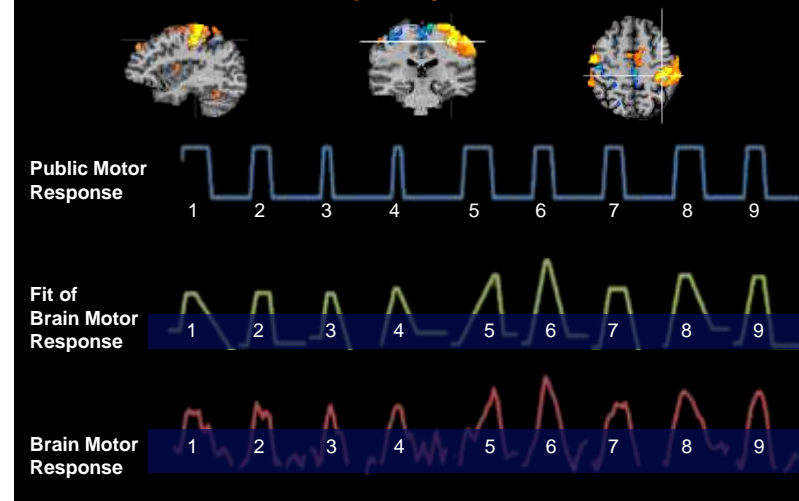 Public Motor
Response
1 2 3 4 5 6 7 8 9
Fit of
Brain Motor
Response
1 2 3 4 5 6 7 8 9
Brain Motor
Response
1 2 3 4 5 6 7 8 9